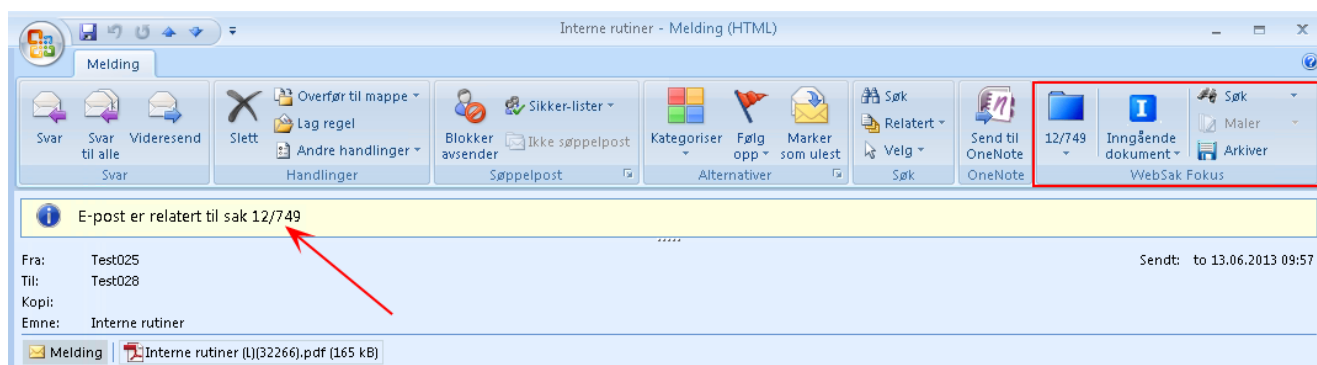 Interne rutiner - Melding (HTML)
Melding
Svar
Svar til alle
Videresend
Svar
Slett
Overfør til mappe
Lag regel
Andre handlinger
Handlinger
Blokker avsender
Sikker-lister
Ikke søppelpost
Søppelpost
Kategoriser
Følg opp
Marker som ulest
Alternativer
Søk
Relatert
Velg
Søk
Send til OneNote
OneNote
12/749
Inngående dokument
Søk
Maler
Arkiver
WebSak Fokus
E-post er relatert til sak 12/749
Fra: Test025
Sendt: to 13.06.2013 09:57
Til: Test028
Kopi:
Emne: Interne rutiner
Melding
Interne rutiner (L)(32266).pdf (165 kB)